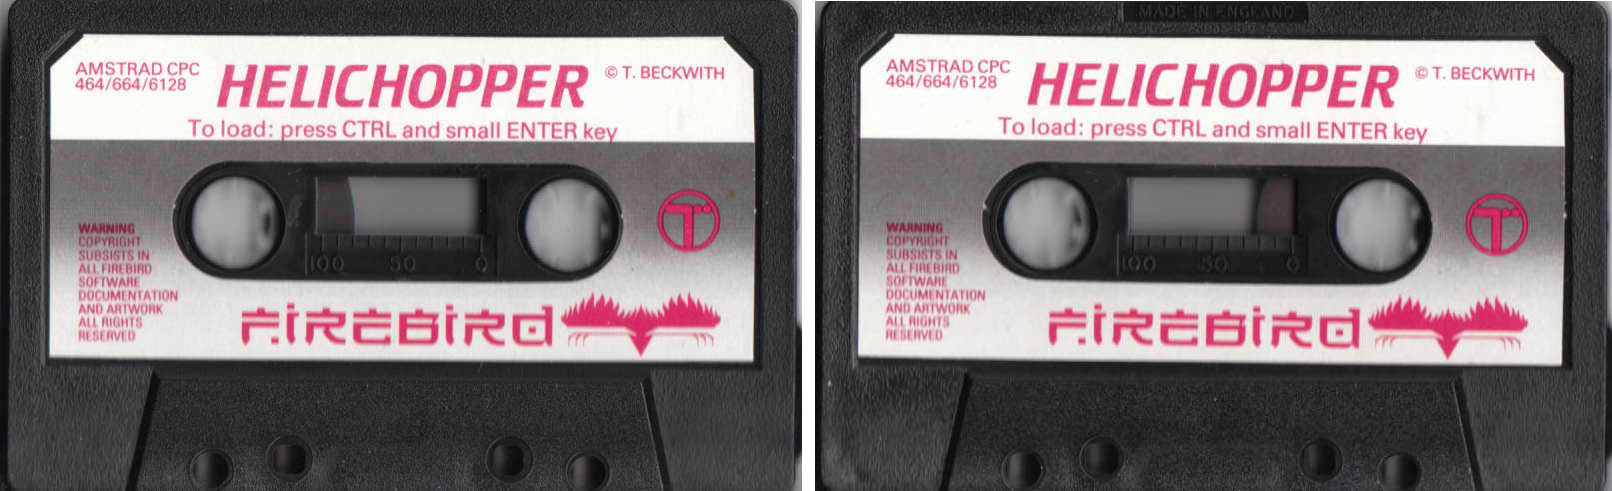 AMSTRAD CPC
464/664/6128
HELICHOPPER
© T. BECKWITH
To load: press CTRL and small ENTER key
WARNING
COPYRIGHT
SUBSISTS IN
ALL FIREBIRD
SOFTWARE
DOCUMENTATION
AND ARTWORK
ALL RIGHTS
RESERVED
100 50 0
FIREBIRD
MADE IN ENGLAND
AMSTRAD CPC
464/664/6128
HELICHOPPER
© T. BECKWITH
To load: press CTRL and small ENTER key
WARNING
COPYRIGHT
SUBSISTS IN
ALL FIREBIRD
SOFTWARE
DOCUMENTATION
AND ARTWORK
ALL RIGHTS
RESERVED
100 50 0
FIREBIRD